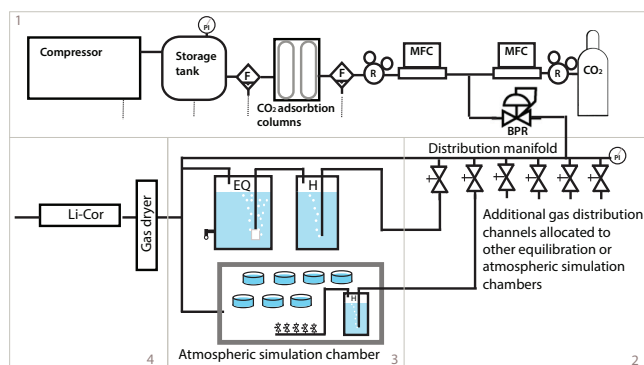 1
Compressor
Storage
tank
PI
F
CO₂ adsorbtion
columns
F
R
MFC
MFC
R
CO₂
BPR
Distribution manifold
PI
EQ
H
Li-Cor
Gas dryer
Additional gas distribution
channels allocated to
other equilibration or
atmospheric simulation
chambers
H
Atmospheric simulation chamber
4
3
2